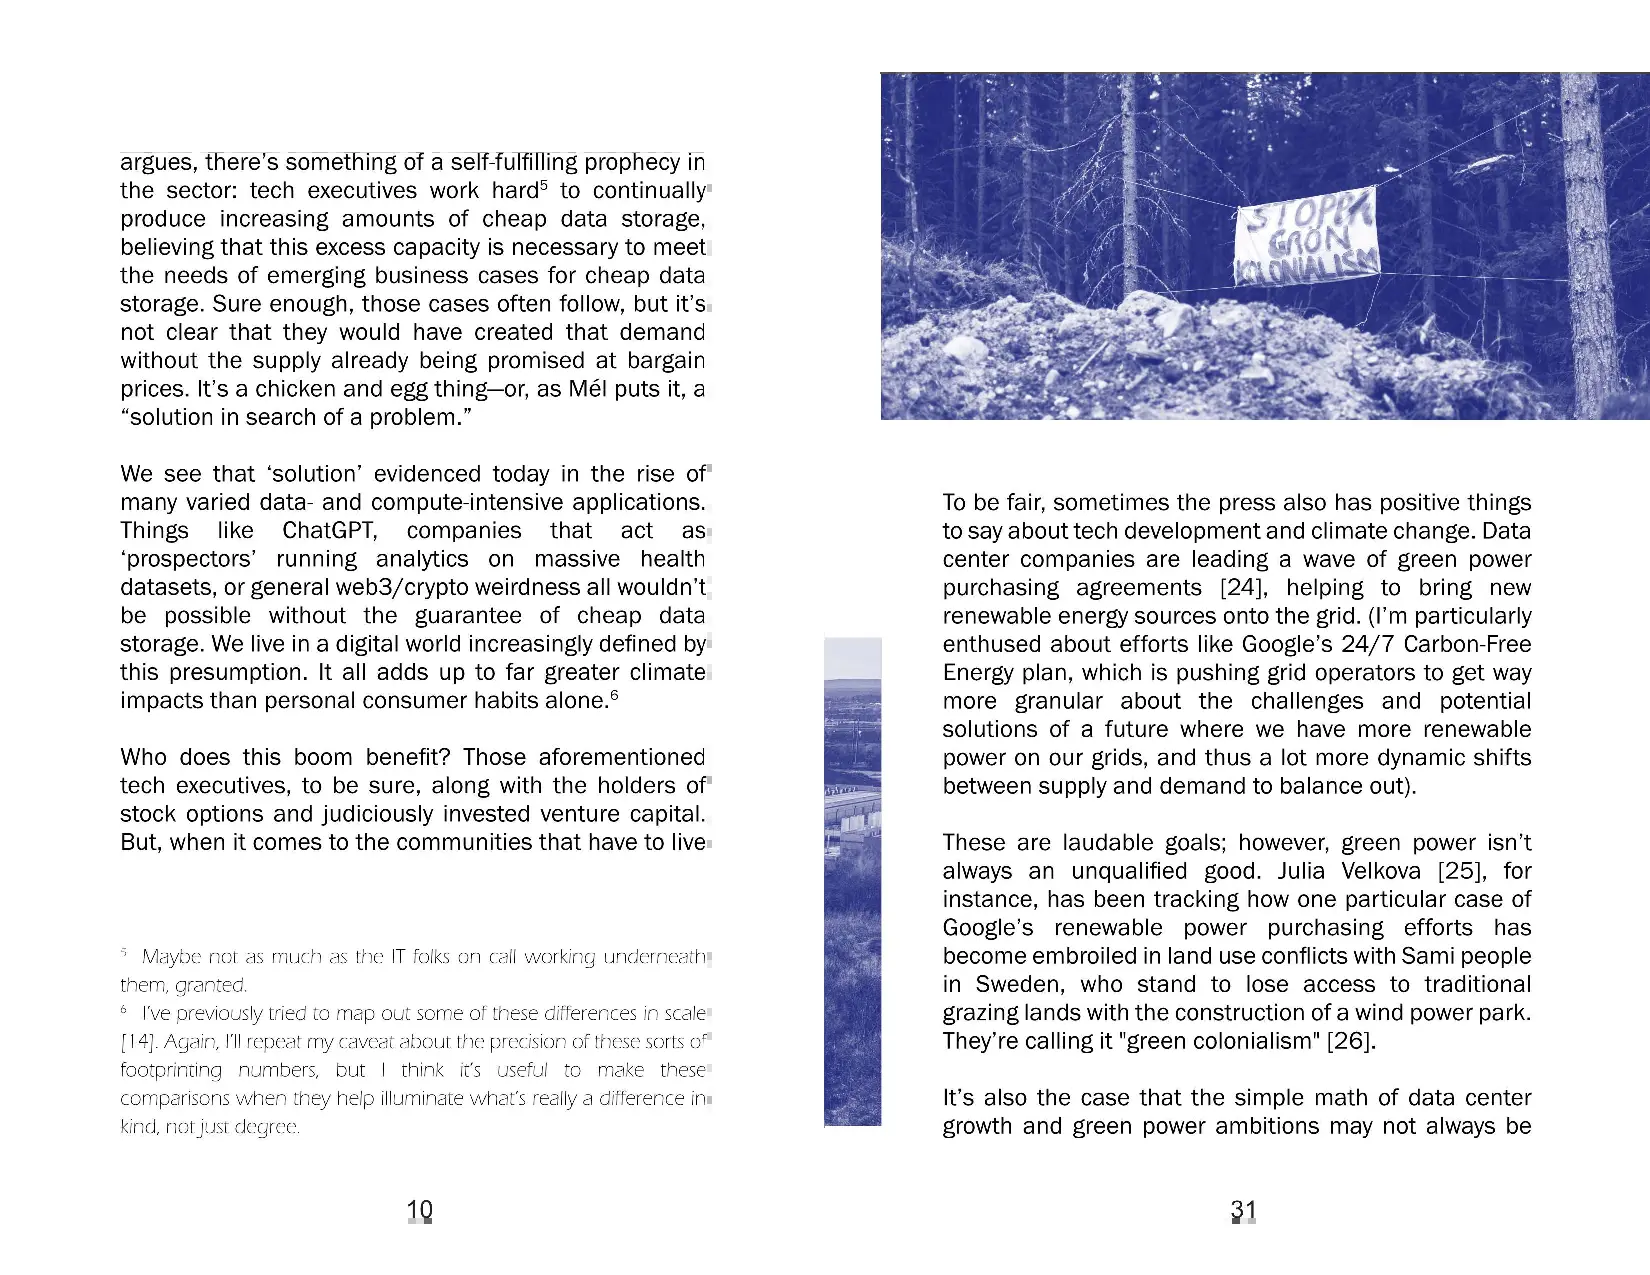 argues, there’s something of a self-fulfilling prophecy in
the sector: tech executives work hard⁵ to continually
produce increasing amounts of cheap data storage,
believing that this excess capacity is necessary to meet
the needs of emerging business cases for cheap data
storage. Sure enough, those cases often follow, but it’s
not clear that they would have created that demand
without the supply already being promised at bargain
prices. It’s a chicken and egg thing—or, as Mél puts it, a
“solution in search of a problem.”
We see that ‘solution’ evidenced today in the rise of
many varied data- and compute-intensive applications.
Things like ChatGPT, companies that act as
‘prospectors’ running analytics on massive health
datasets, or general web3/crypto weirdness all wouldn’t
be possible without the guarantee of cheap data
storage. We live in a digital world increasingly defined by
this presumption. It all adds up to far greater climate
impacts than personal consumer habits alone.⁶
Who does this boom benefit? Those aforementioned
tech executives, to be sure, along with the holders of
stock options and judiciously invested venture capital.
But, when it comes to the communities that have to live
⁵ Maybe not as much as the IT folks on call working underneath
them, granted.
⁶ I’ve previously tried to map out some of these differences in scale
[14]. Again, I’ll repeat my caveat about the precision of these sorts of
footprinting numbers, but I think it’s useful to make these
comparisons when they help illuminate what’s really a difference in
kind, not just degree.
10
STOPPA
GRÖN
KOLONIALISM
To be fair, sometimes the press also has positive things
to say about tech development and climate change. Data
center companies are leading a wave of green power
purchasing agreements [24], helping to bring new
renewable energy sources onto the grid. (I’m particularly
enthused about efforts like Google’s 24/7 Carbon-Free
Energy plan, which is pushing grid operators to get way
more granular about the challenges and potential
solutions of a future where we have more renewable
power on our grids, and thus a lot more dynamic shifts
between supply and demand to balance out).
These are laudable goals; however, green power isn’t
always an unqualified good. Julia Velkova [25], for
instance, has been tracking how one particular case of
Google’s renewable power purchasing efforts has
become embroiled in land use conflicts with Sami people
in Sweden, who stand to lose access to traditional
grazing lands with the construction of a wind power park.
They’re calling it "green colonialism" [26].
It’s also the case that the simple math of data center
growth and green power ambitions may not always be
31